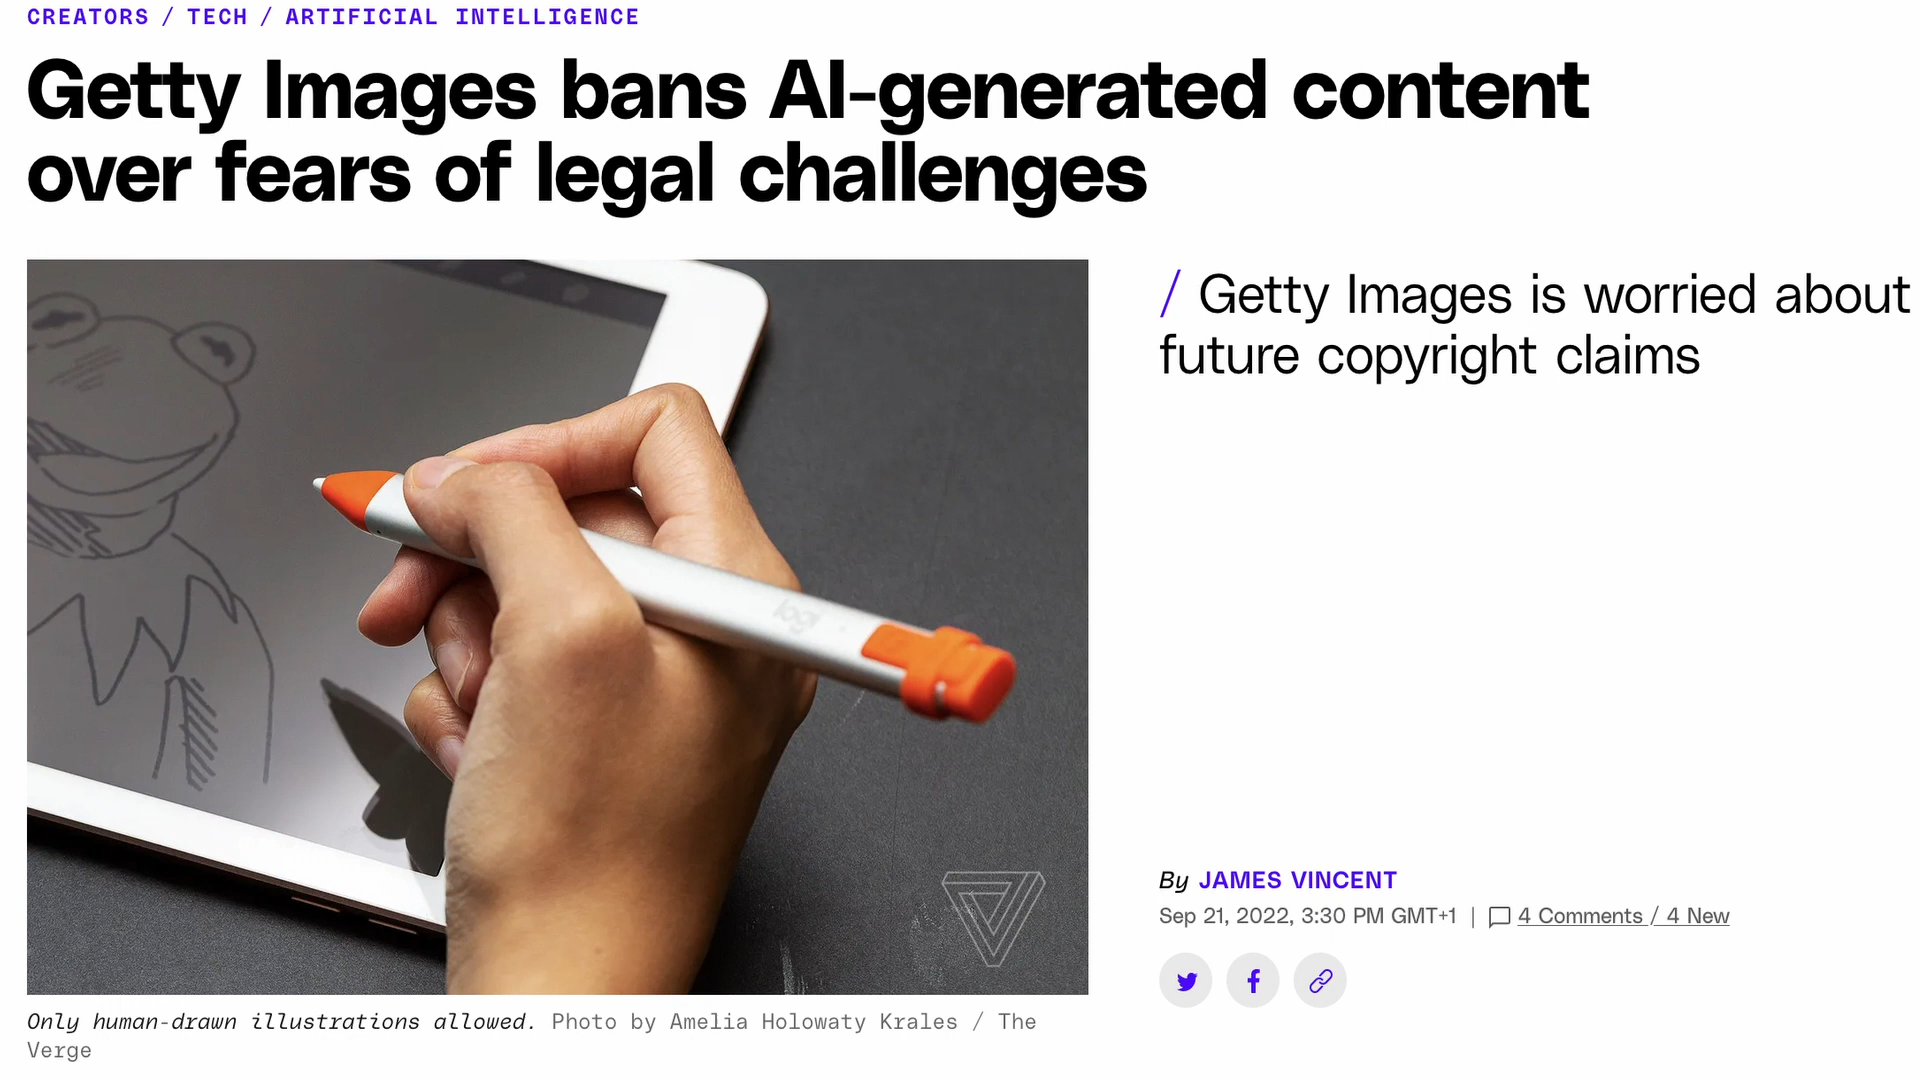 CREATORS / TECH / ARTIFICIAL INTELLIGENCE
Getty Images bans AI-generated content
over fears of legal challenges
/ Getty Images is worried about
future copyright claims
logi
By JAMES VINCENT
Sep 21, 2022, 3:30 PM GMT+1 | 4 Comments / 4 New
Only human-drawn illustrations allowed. Photo by Amelia Holowaty Krales / The
Verge